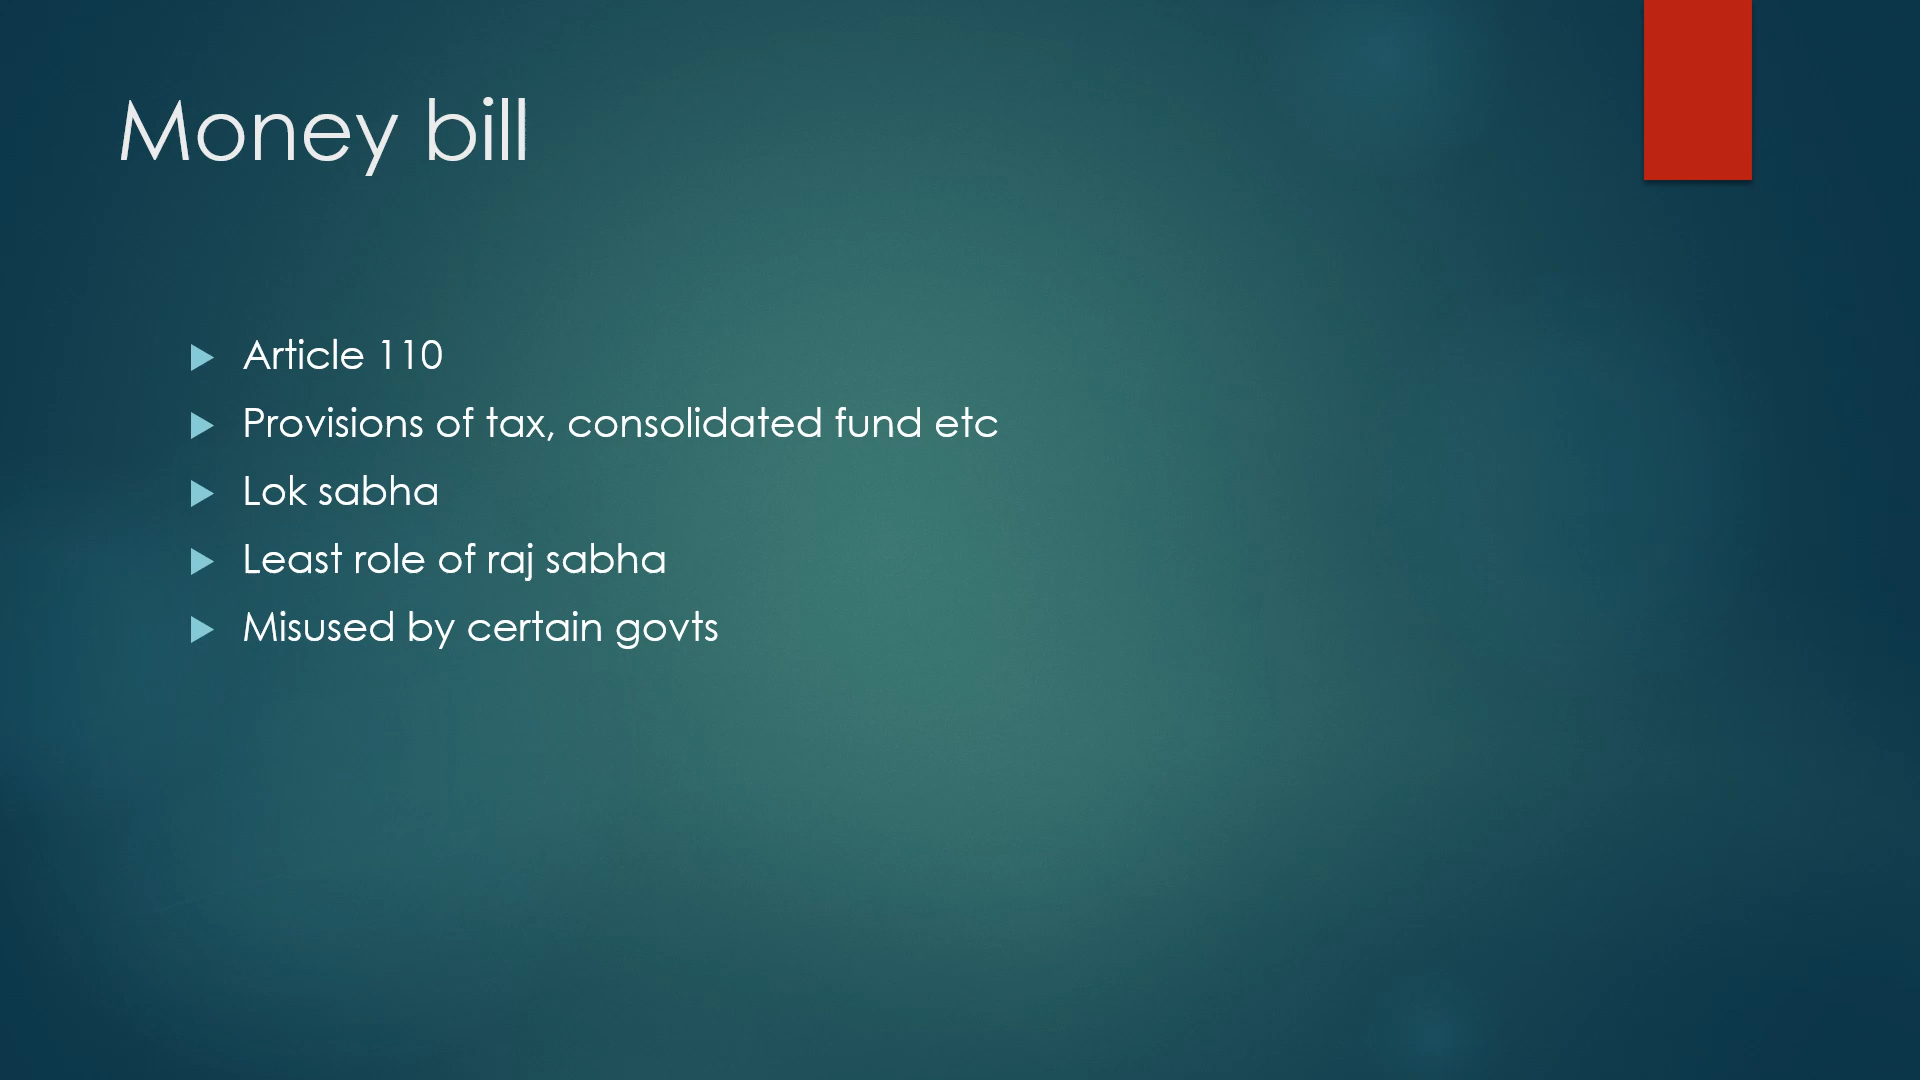 Money bill
Article 110
Provisions of tax, consolidated fund etc
Lok sabha
Least role of raj sabha
Misused by certain govts